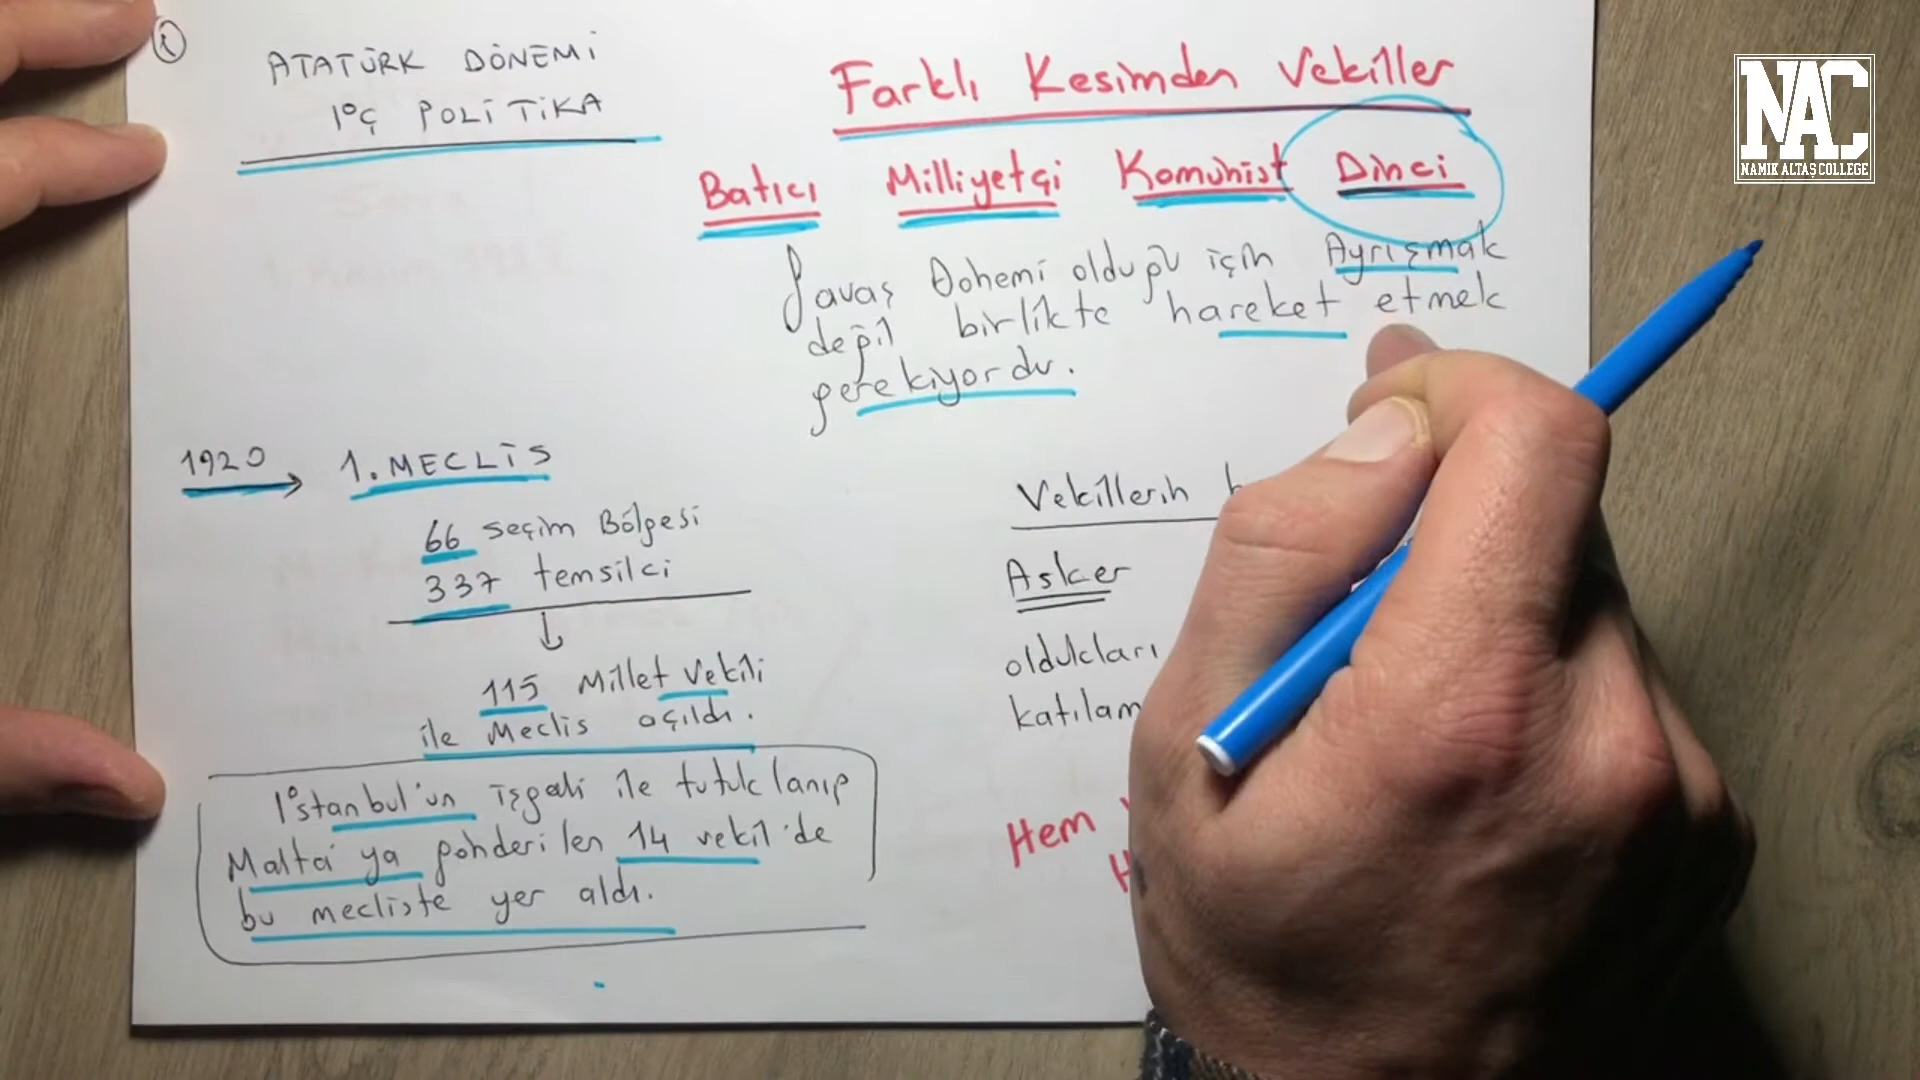 ATATÜRK DÖNEMİ
İÇ POLİTİKA
Farklı Kesimden Vekiller
Batıcı Milliyetçi Komünist Dinci
Savaş Dönemi olduğu için Ayrışmak
değil birlikte hareket etmek
gerekiyordu.
1920 → 1. MECLİS
66 seçim Bölgesi
337 temsilci
↓
115 Millet Vekili
ile Meclis açıldı.
İstanbul'un işgali ile tutuklanıp
Malta'ya gönderilen 14 vekil'de
bu mecliste yer aldı.
Vekillerin
Asker
oldukları
katılam
Hem
NAC
NAMIK ALTAŞ COLLEGE